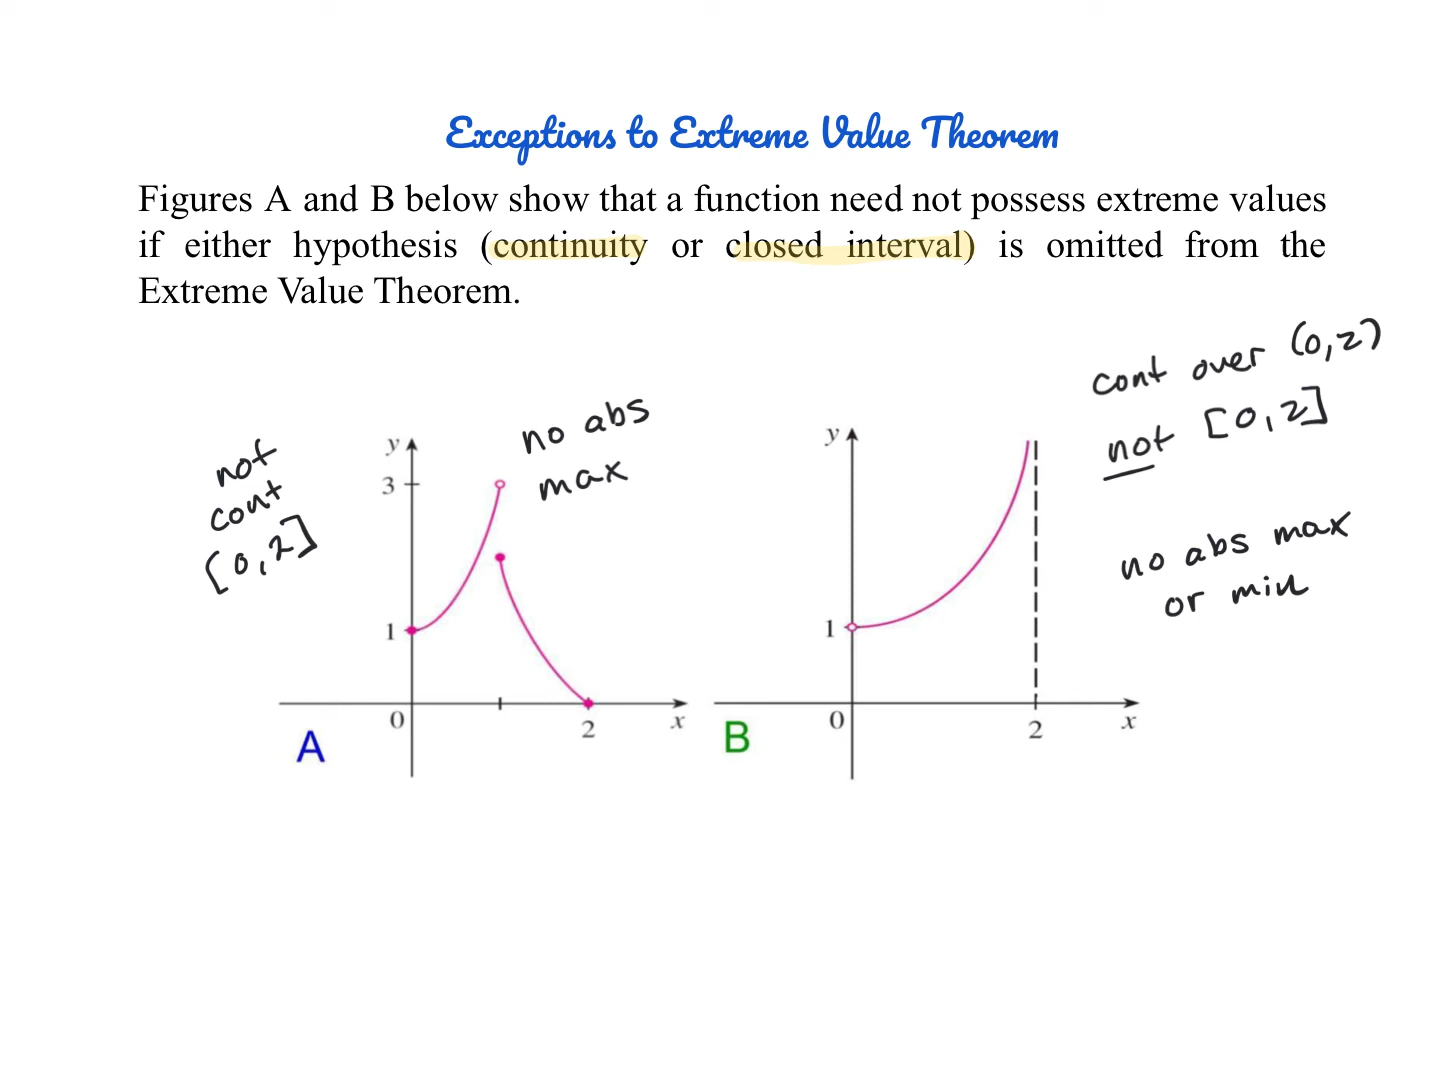 Exceptions to Extreme Value Theorem
Figures A and B below show that a function need not possess extreme values
if either hypothesis (continuity or closed interval) is omitted from the
Extreme Value Theorem.
not
cont
[0,2]
no abs
max
y
3
1
0
2
x
A
cont over (0,2)
not [0,2]
no abs max
or min
y
1
0
2
x
B